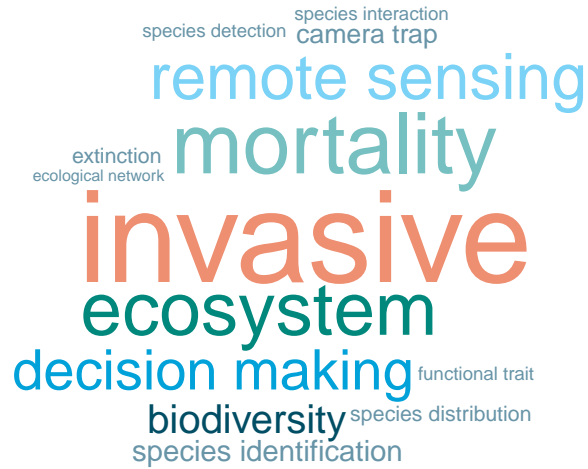 species interaction
species detection camera trap
remote sensing
mortality
extinction
ecological network
invasive
ecosystem
decision making functional trait
biodiversity species distribution
species identification